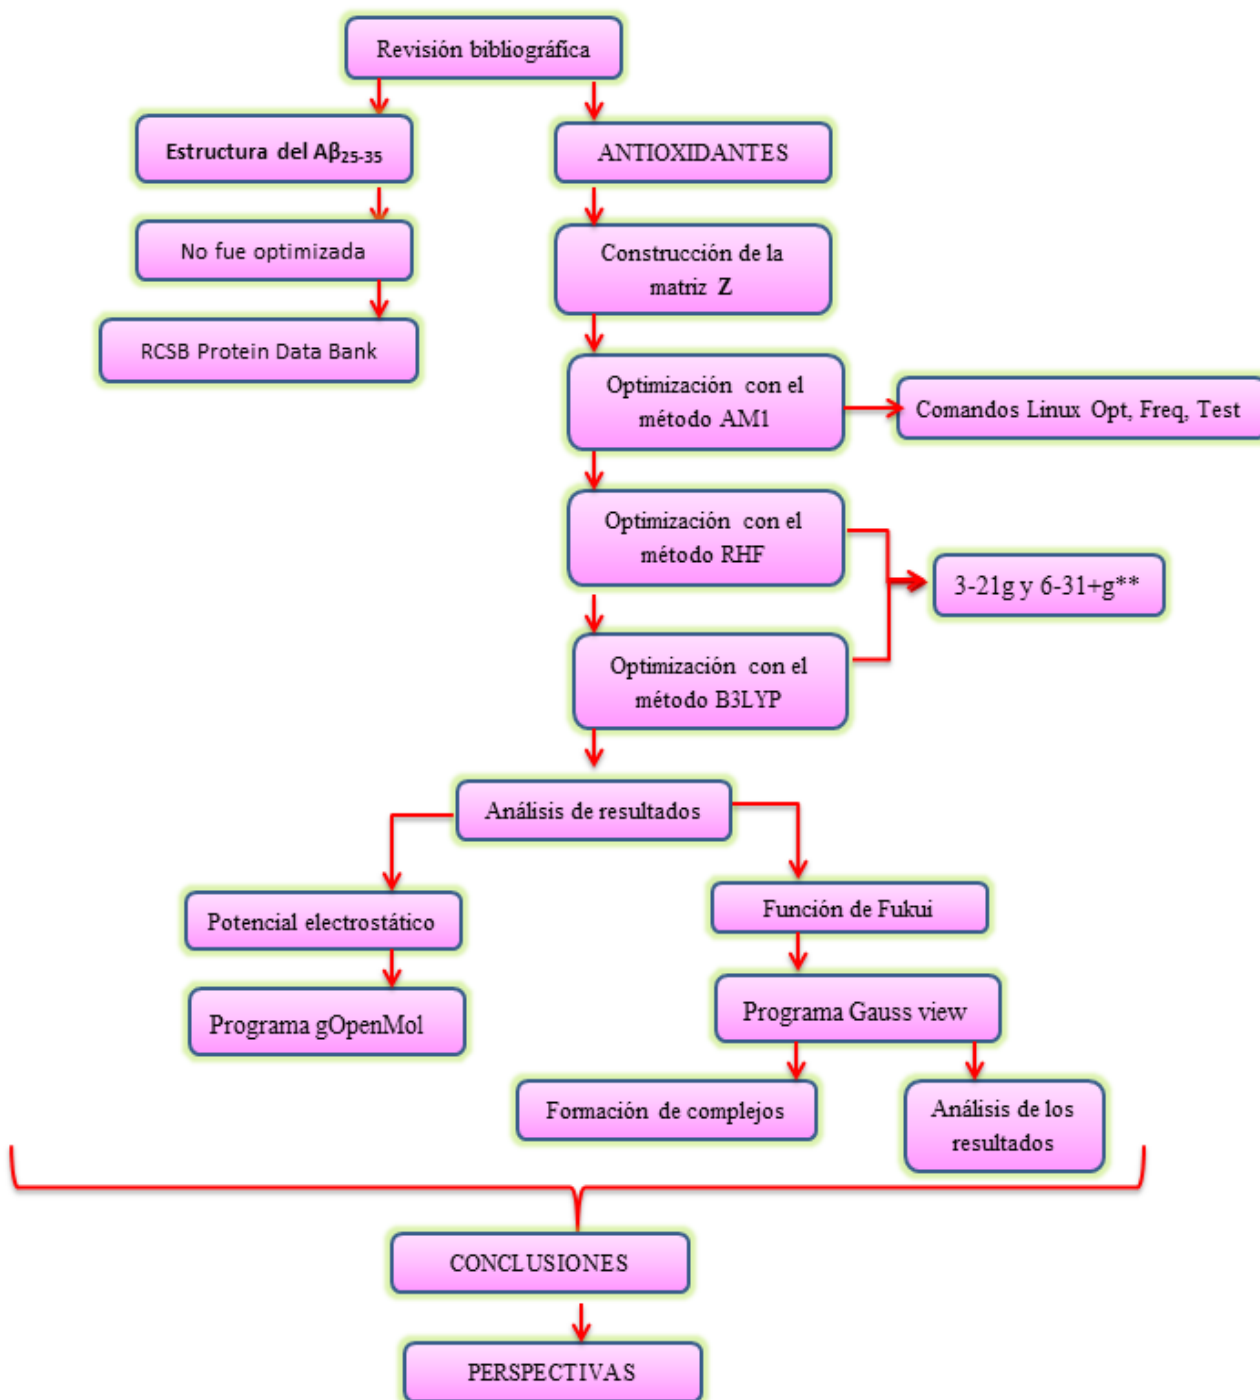 Revisión bibliográfica
Estructura del Aβ25-35
ANTIOXIDANTES
No fue optimizada
Construcción de la
matriz Z
RCSB Protein Data Bank
Optimización con el
método AM1
Comandos Linux Opt, Freq, Test
Optimización con el
método RHF
3-21g y 6-31+g**
Optimización con el
método B3LYP
Análisis de resultados
Potencial electrostático
Función de Fukui
Programa gOpenMol
Programa Gauss view
Formación de complejos
Análisis de los
resultados
CONCLUSIONES
PERSPECTIVAS